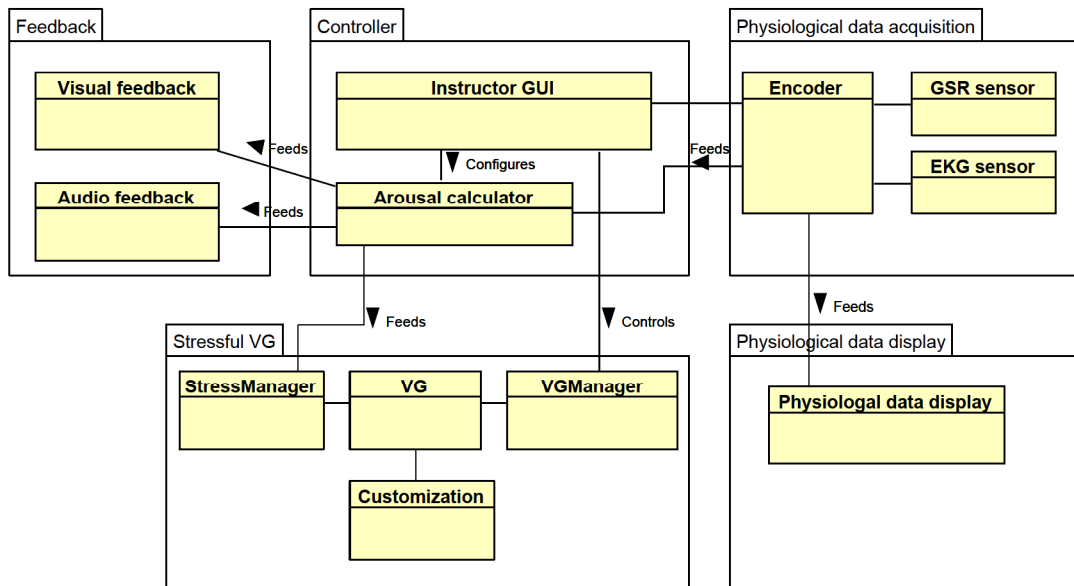 Feedback
Controller
Physiological data acquisition
Visual feedback
Instructor GUI
Encoder
GSR sensor
Feeds
Configures
Feeds
EKG sensor
Audio feedback
Arousal calculator
Feeds
Feeds
Controls
Feeds
Stressful VG
Physiological data display
StressManager
VG
VGManager
Physiologal data display
Customization